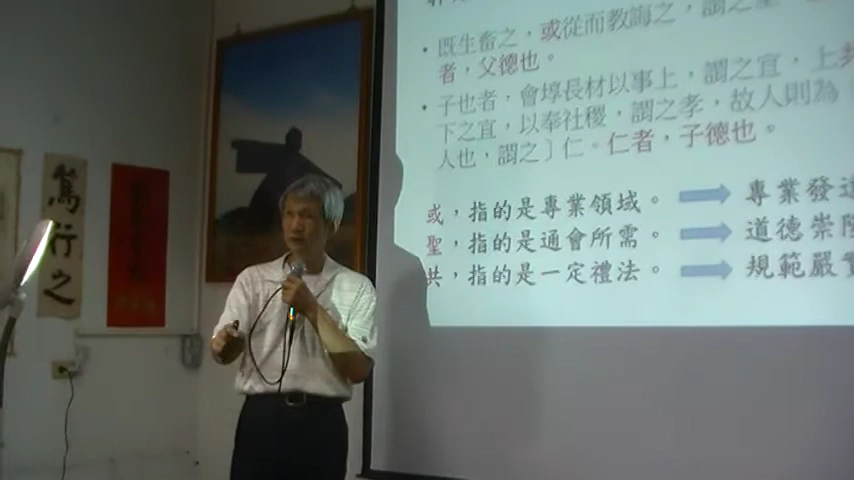 篤行之
• 既生畜之，或從而教誨之，謂之聖。
者，父德也。
• 子也者，會埻長材以事上，謂之宜，上共
下之宜，以奉社稷，謂之孝，故人則為
人也，謂之〕仁。仁者，子德也。
或，指的是專業領域。 專業發達
聖，指的是通會所需。 道德崇隆
共，指的是一定禮法。 規範嚴實